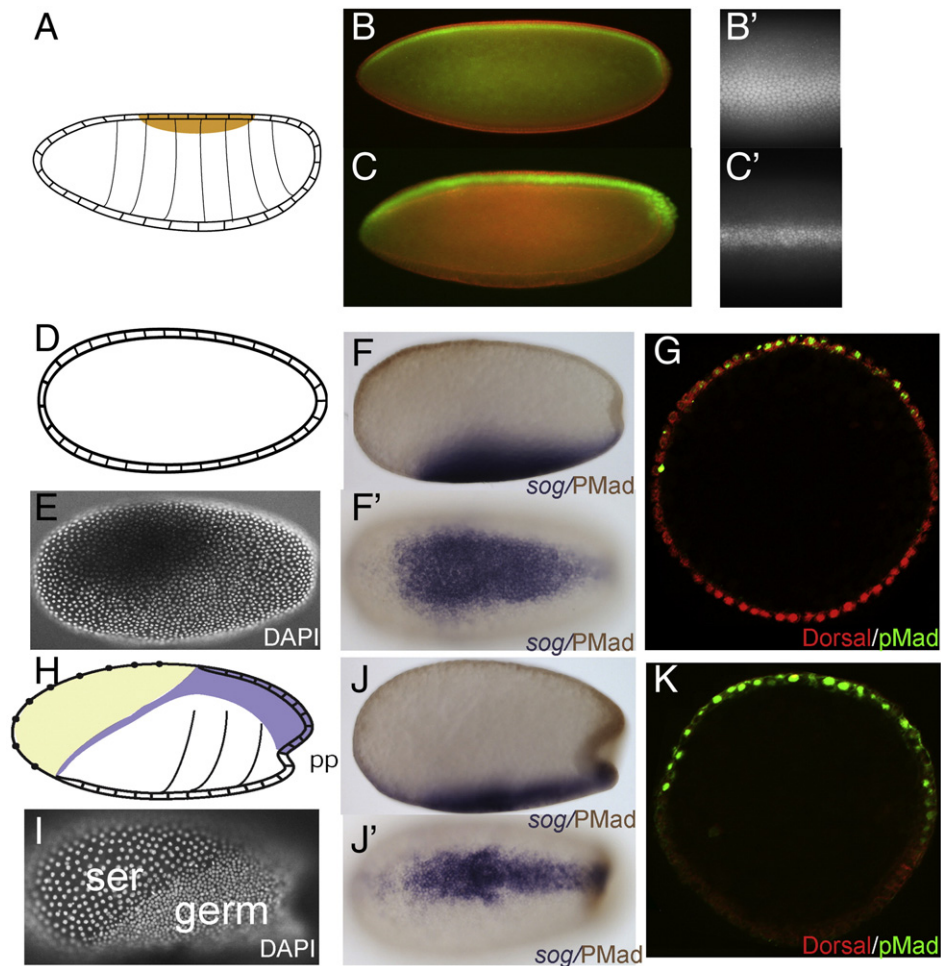 A
B
B’
C
C’
D
F
G
sog/PMad
E
F’
DAPI
sog/PMad
Dorsal/pMad
H
J
K
pp
sog/PMad
I
ser
germ
J’
DAPI
sog/PMad
Dorsal/pMad